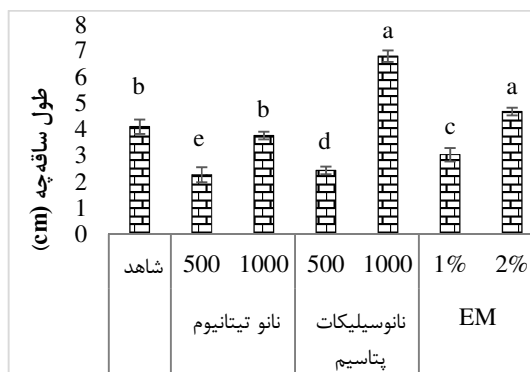 طول ساقه‌چه (cm)
8
7
6
5
4
3
2
1
0
b
e
b
d
a
c
a
شاهد
500
1000
500
1000
1%
2%
نانو تیتانیوم
نانوسیلیکات
پتاسیم
EM